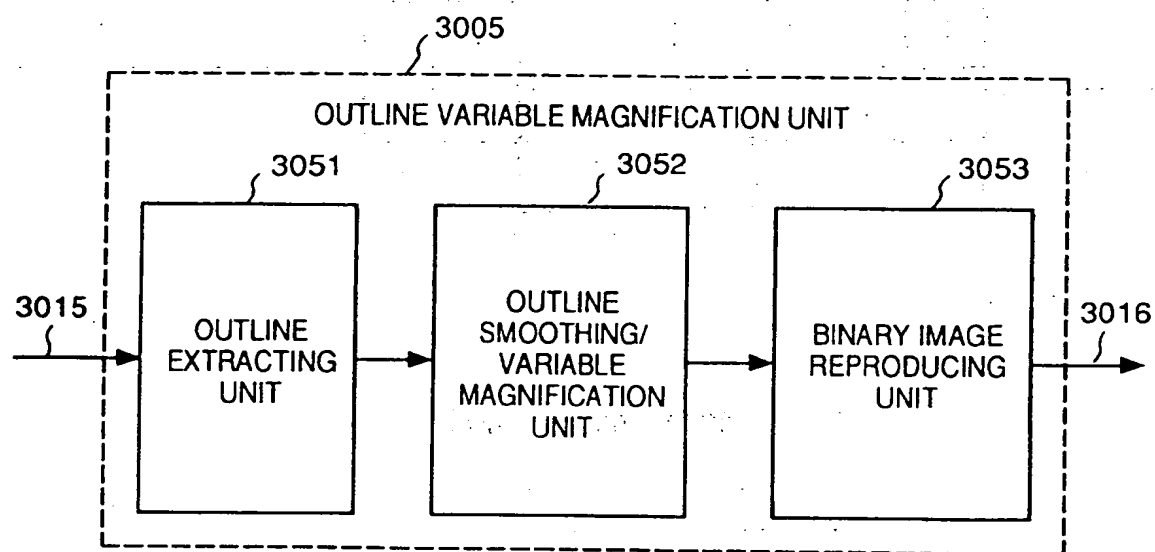 3005
OUTLINE VARIABLE MAGNIFICATION UNIT
3051
3052
3053
3015
OUTLINE
EXTRACTING
UNIT
OUTLINE
SMOOTHING/
VARIABLE
MAGNIFICATION
UNIT
BINARY IMAGE
REPRODUCING
UNIT
3016